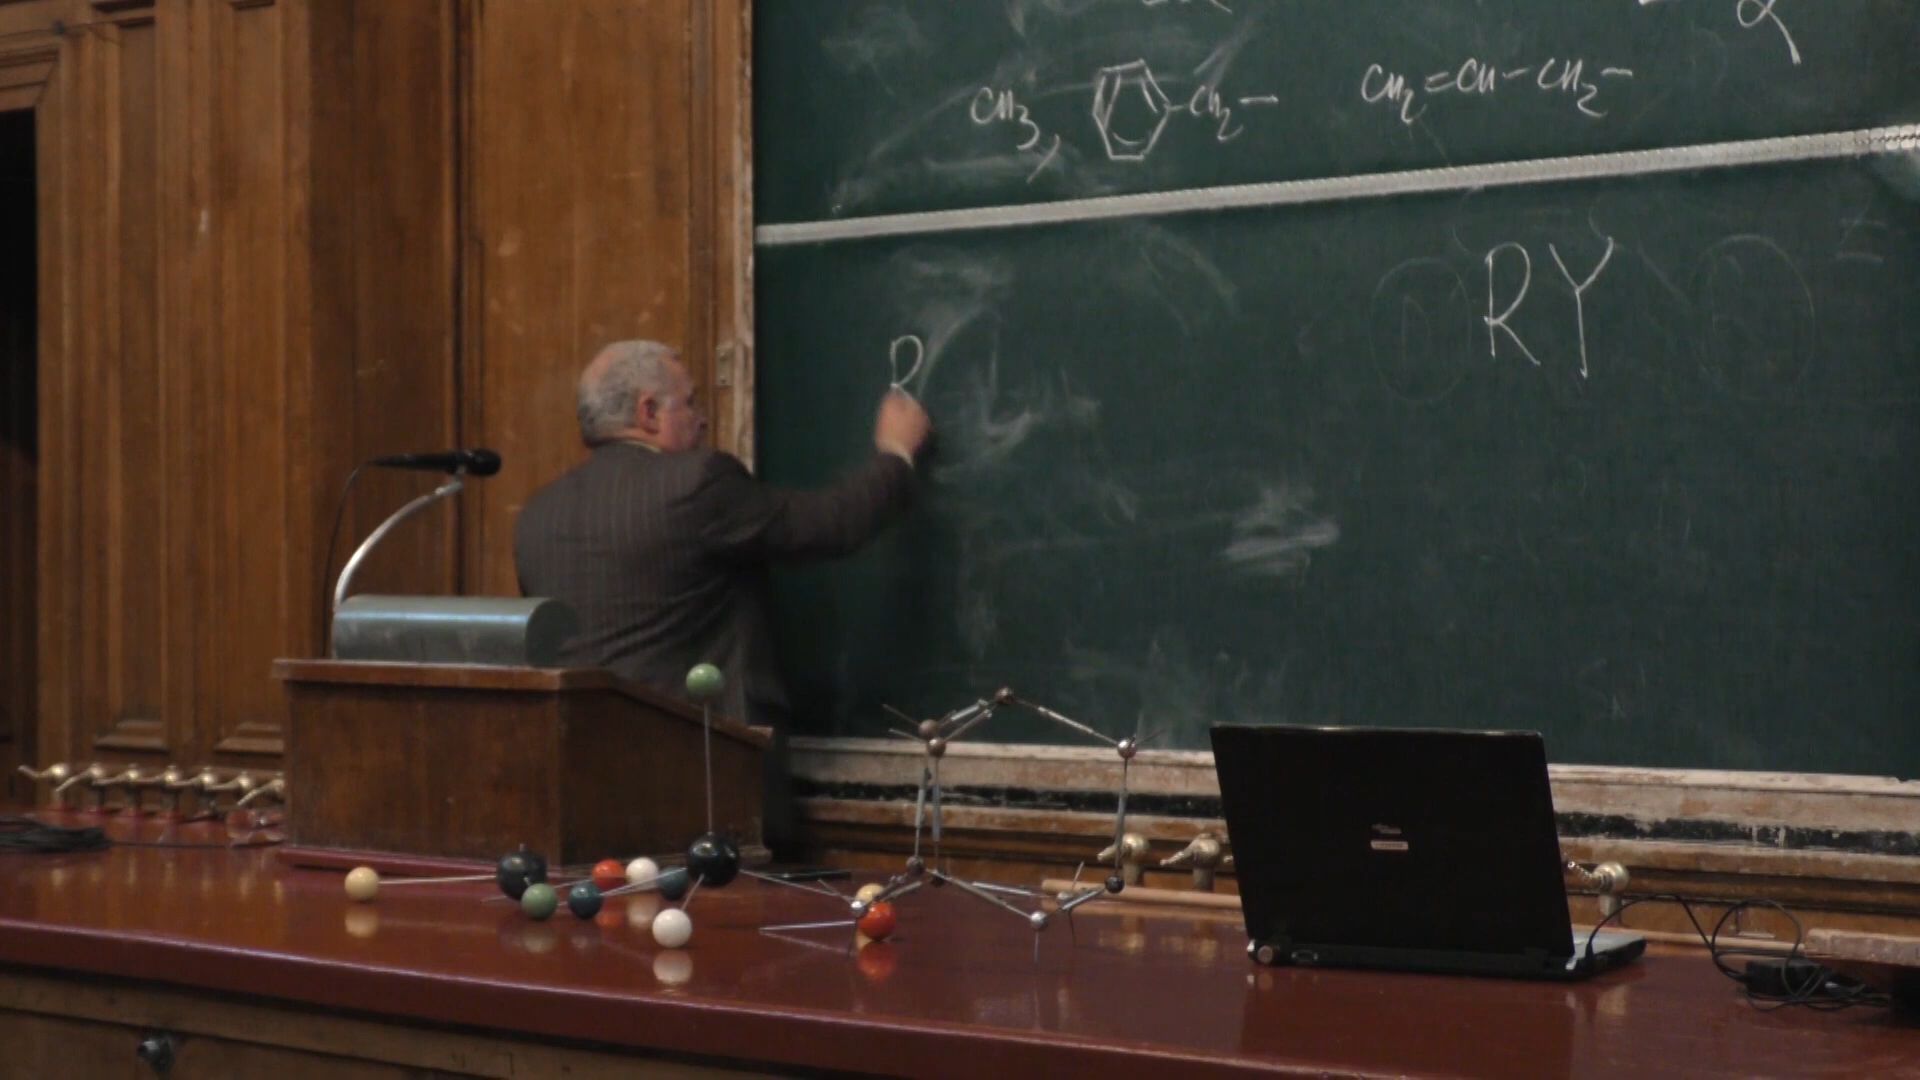 CH₃, -CH₂- CH₂=CH-CH₂-
RY
R